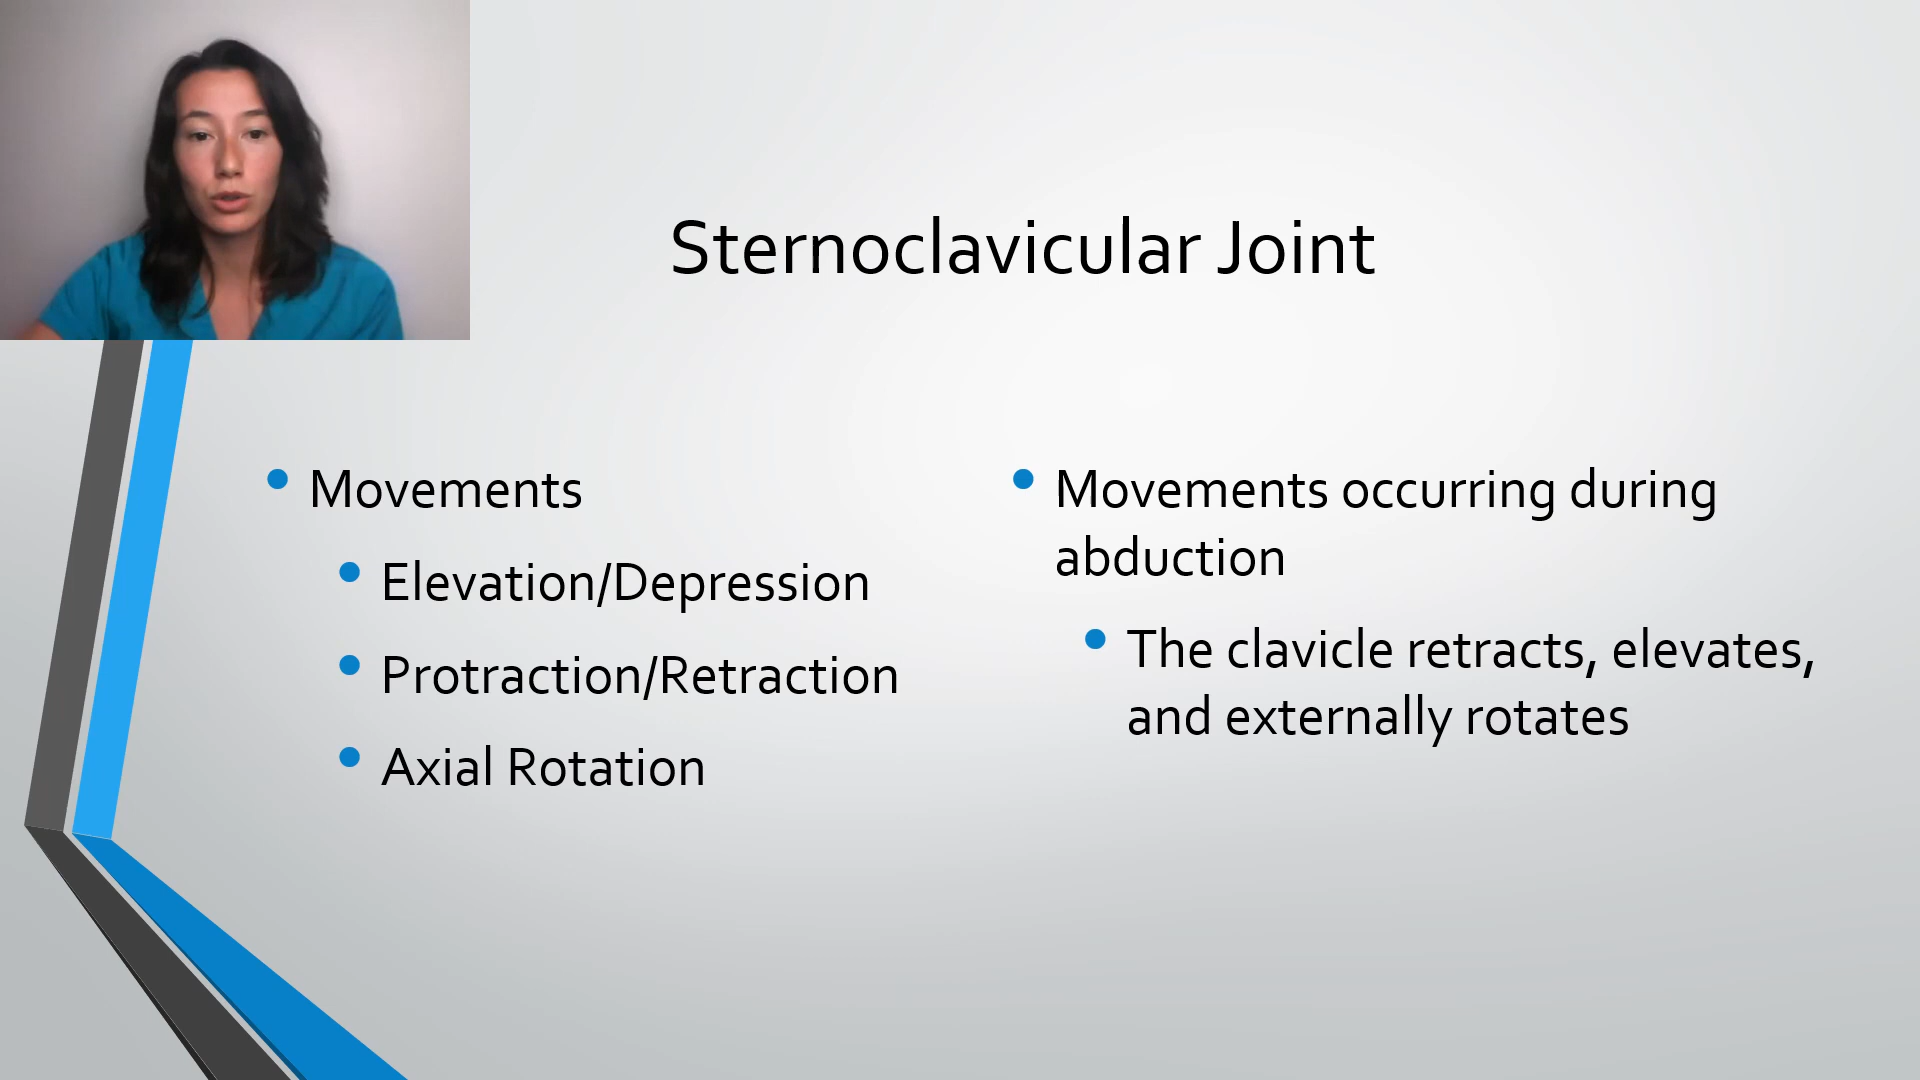 Sternoclavicular Joint
Movements
Elevation/Depression
Protraction/Retraction
Axial Rotation
Movements occurring during
abduction
The clavicle retracts, elevates,
and externally rotates